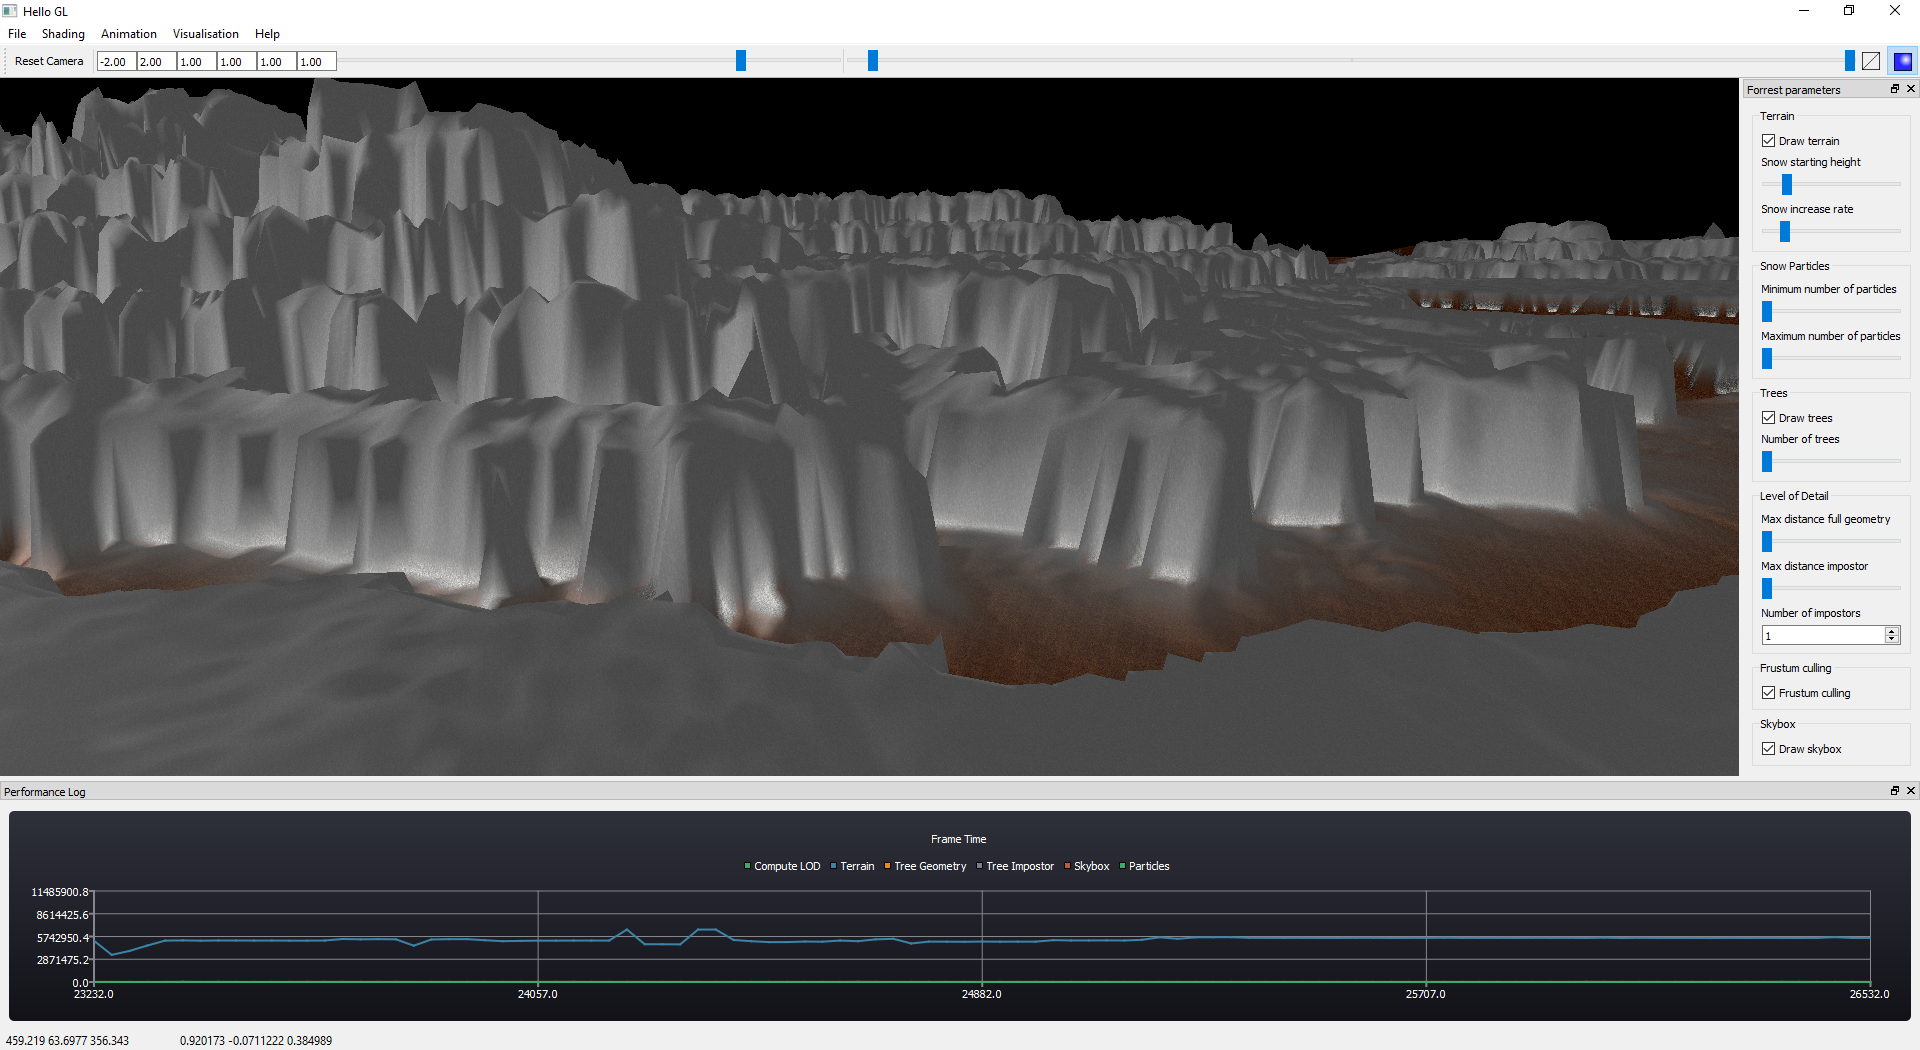 Hello GL
File Shading Animation Visualisation Help
Reset Camera -2.00 2.00 1.00 1.00 1.00 1.00
Forrest parameters
Terrain
Draw terrain
Snow starting height
Snow increase rate
Snow Particles
Minimum number of particles
Maximum number of particles
Trees
Draw trees
Number of trees
Level of Detail
Max distance full geometry
Max distance impostor
Number of impostors
1
Frustum culling
Frustum culling
Skybox
Draw skybox
Performance Log
Frame Time
Compute LOD Terrain Tree Geometry Tree Impostor Skybox Particles
11485900.8
8614425.6
5742950.4
2871475.2
0.0
23232.0 24057.0 24882.0 25707.0 26532.0
459.219 63.6977 356.343 0.920173 -0.0711222 0.384989